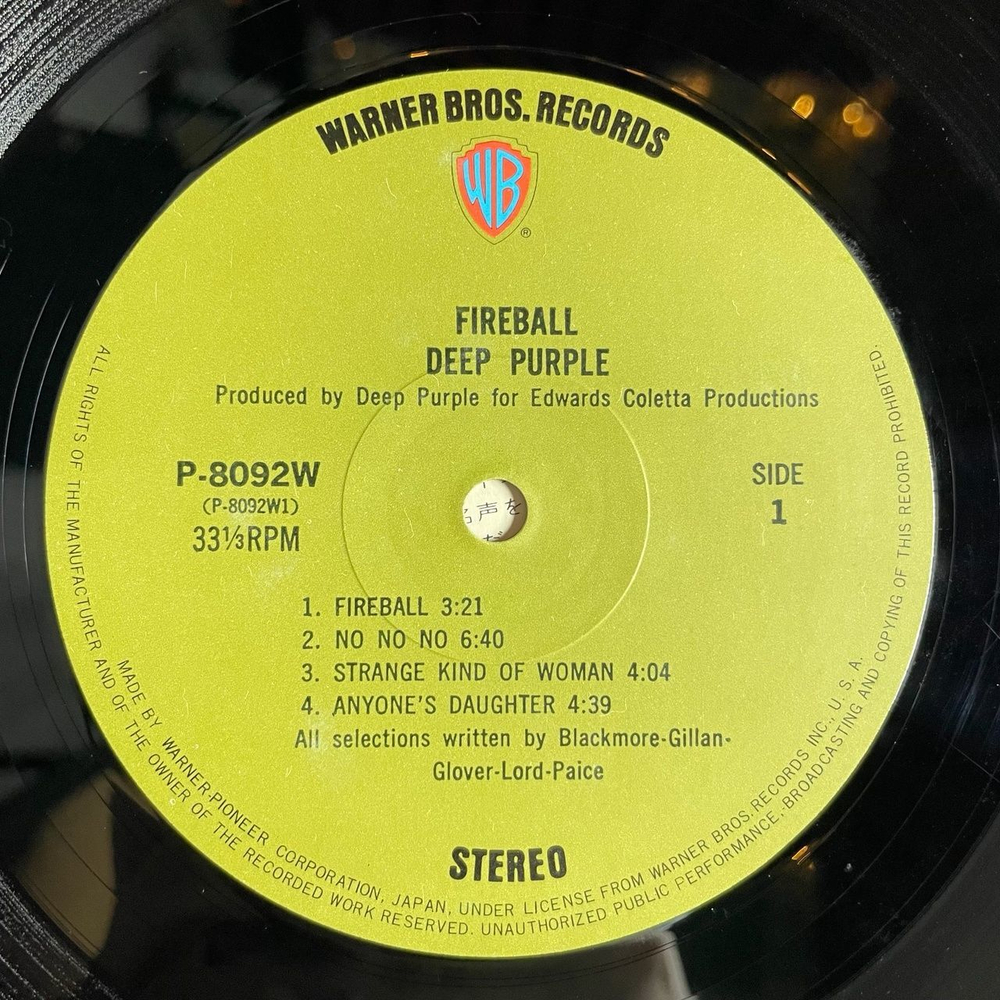 WARNER BROS. RECORDS
WB
®
FIREBALL
DEEP PURPLE
Produced by Deep Purple for Edwards Coletta Productions
P-8092W
(P-8092W1)
33⅓RPM
SIDE
1
声を
1. FIREBALL 3:21
2. NO NO NO 6:40
3. STRANGE KIND OF WOMAN 4:04
4. ANYONE'S DAUGHTER 4:39
All selections written by Blackmore-Gillan-
Glover-Lord-Paice
STEREO
MADE BY WARNER-PIONEER CORPORATION, JAPAN, UNDER LICENSE FROM WARNER BROS. RECORDS INC., U. S. A.
ALL RIGHTS OF THE MANUFACTURER AND OF THE OWNER OF THE RECORDED WORK RESERVED. UNAUTHORIZED PUBLIC PERFORMANCE, BROADCASTING AND COPYING OF THIS RECORD PROHIBITED.